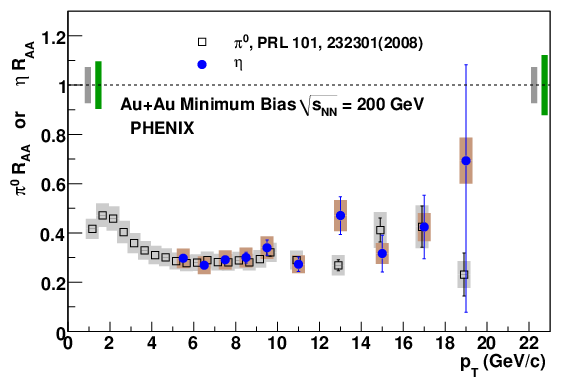 π⁰, PRL 101, 232301(2008)
η
Au+Au Minimum Bias √s_NN = 200 GeV
PHENIX
π⁰ R_AA or η R_AA
1.2
1
0.8
0.6
0.4
0.2
0
0 2 4 6 8 10 12 14 16 18 20 22
p_T (GeV/c)